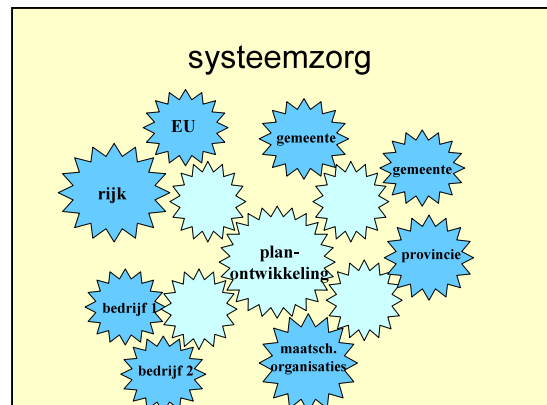 systeemzorg
EU
gemeente
gemeente
rijk
plan-
ontwikkeling
provincie
bedrijf 1
maatsch.
organisaties
bedrijf 2